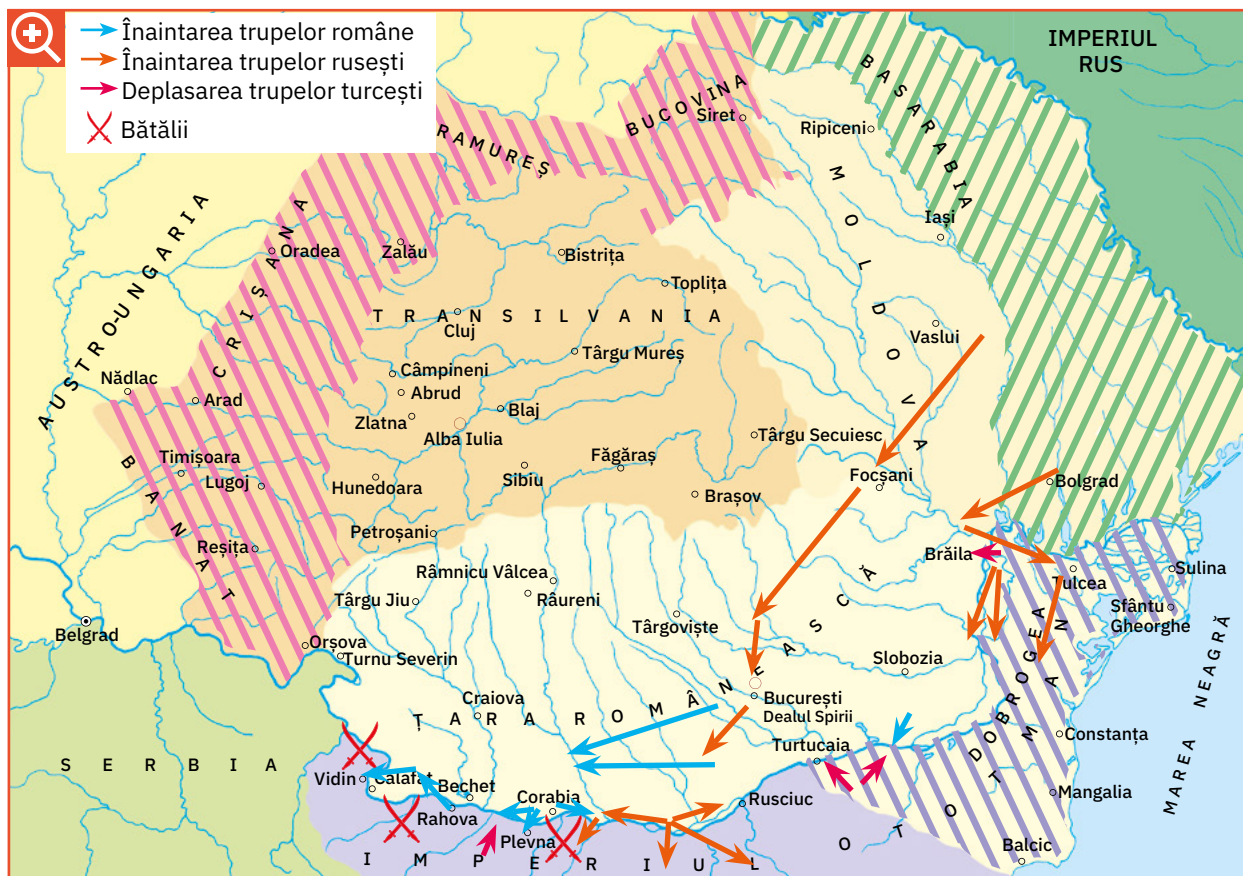 Înaintarea trupelor române
Înaintarea trupelor rusești
Deplasarea trupelor turcești
Bătălii
IMPERIUL
RUS
AUSTRO-UNGARIA
RAMUREȘ
BUCOVINA
BASARABIA
Siret
Ripiceni
MOLDOVA
Iași
CRIȘANA
Oradea
Zalău
Bistrița
Toplița
TRANSILVANIA
Cluj
Vaslui
Târgu Mureș
Câmpineni
Nădlac
Abrud
Arad
Blaj
Zlatna
Alba Iulia
Târgu Secuiesc
BANAT
Timișoara
Lugoj
Hunedoara
Sibiu
Făgăraș
Focșani
Bolgrad
Brașov
Petroșani
Reșița
Brăila
Tulcea
Sulina
Râmnicu Vâlcea
Târgu Jiu
Râureni
Sfântu
Gheorghe
Belgrad
Târgoviște
Orșova
Turnu Severin
Slobozia
București
Dealul Spirii
Craiova
ȚARA ROMÂNEASCĂ
DOBROGEA
MAREA NEAGRĂ
Turtucaia
Constanța
SERBIA
Vidin
Calafat
Bechet
Corabia
Rahova
Rusciuc
Mangalia
Plevna
Balcic
IMPERIUL OTOMAN